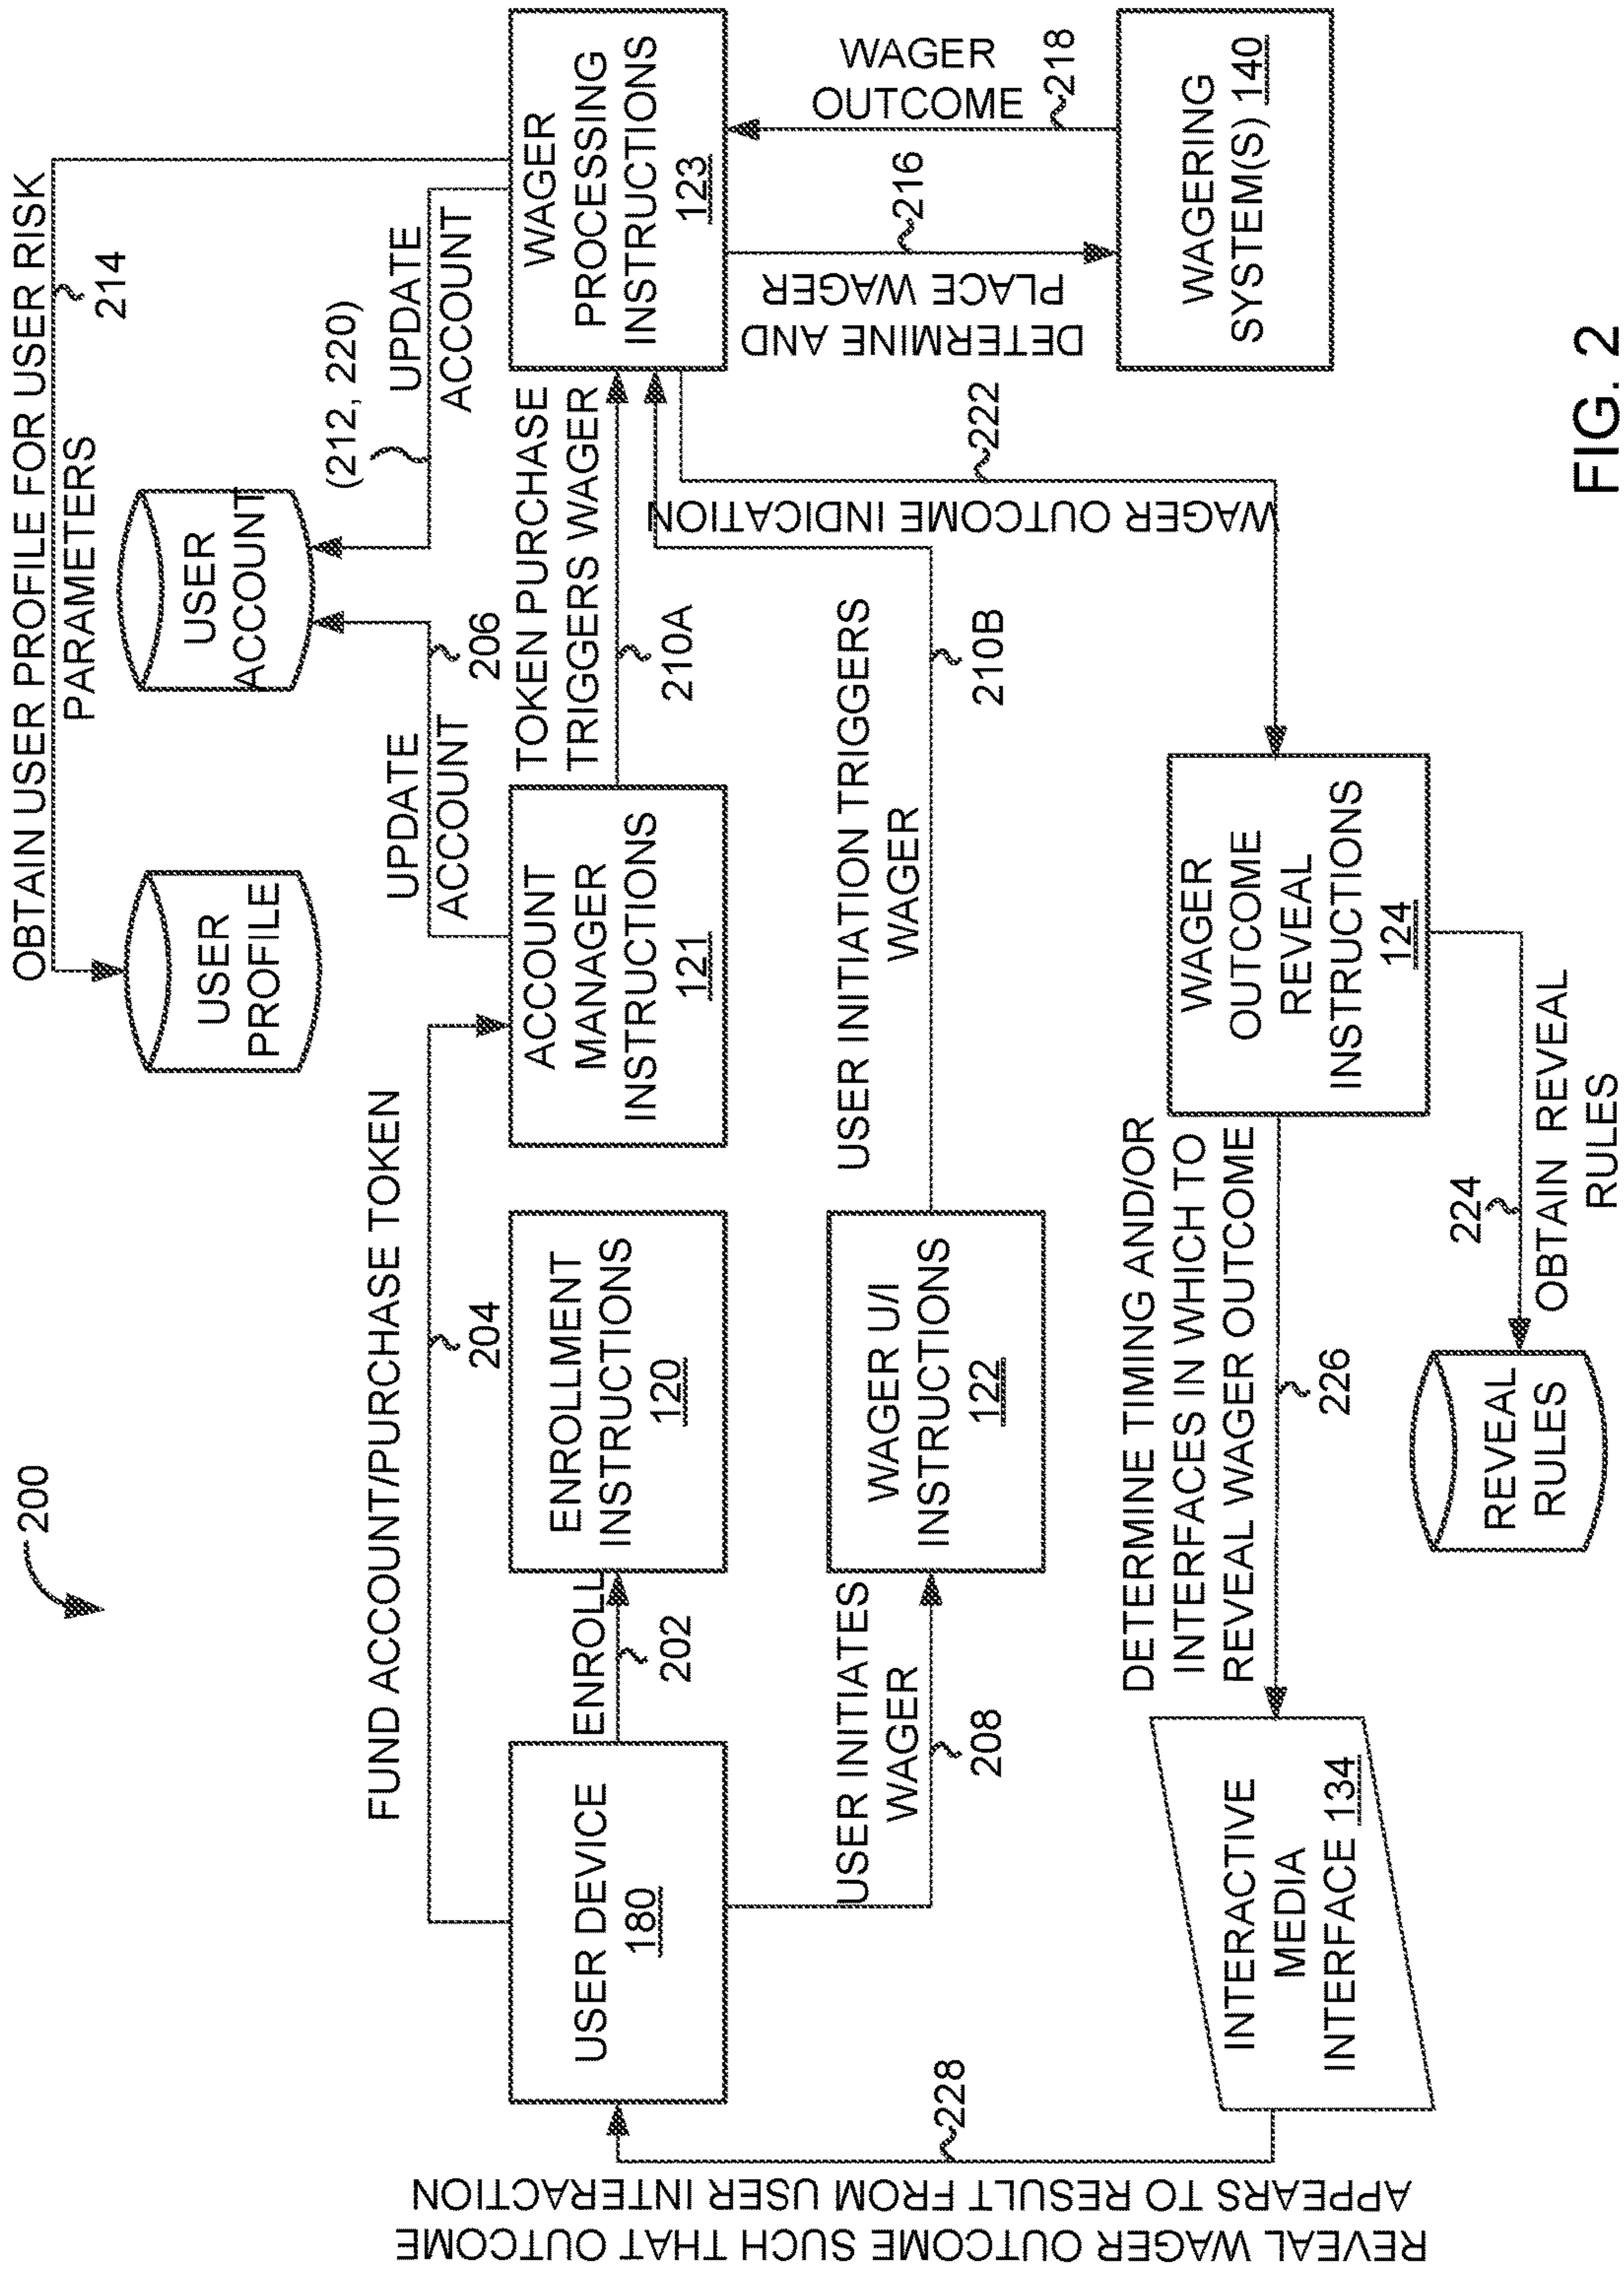 200
OBTAIN USER PROFILE FOR USER RISK
PARAMETERS
214
USER
PROFILE
USER
ACCOUNT
(212, 220)
UPDATE
ACCOUNT
UPDATE
ACCOUNT
206
FUND ACCOUNT/PURCHASE TOKEN
204
USER DEVICE
180
ENROLL
202
ENROLLMENT
INSTRUCTIONS
120
ACCOUNT
MANAGER
INSTRUCTIONS
121
TOKEN PURCHASE
TRIGGERS WAGER
210A
WAGER
PROCESSING
INSTRUCTIONS
123
USER INITIATES
WAGER
208
WAGER U/I
INSTRUCTIONS
122
USER INITIATION TRIGGERS
WAGER
210B
DETERMINE AND
PLACE WAGER
216
WAGER
OUTCOME
218
WAGERING
SYSTEM(S) 140
222
WAGER OUTCOME INDICATION
WAGER
OUTCOME
REVEAL
INSTRUCTIONS
124
DETERMINE TIMING AND/OR
INTERFACES IN WHICH TO
REVEAL WAGER OUTCOME
226
224
OBTAIN REVEAL
RULES
REVEAL
RULES
INTERACTIVE
MEDIA
INTERFACE 134
228
REVEAL WAGER OUTCOME SUCH THAT OUTCOME
APPEARS TO RESULT FROM USER INTERACTION
FIG. 2